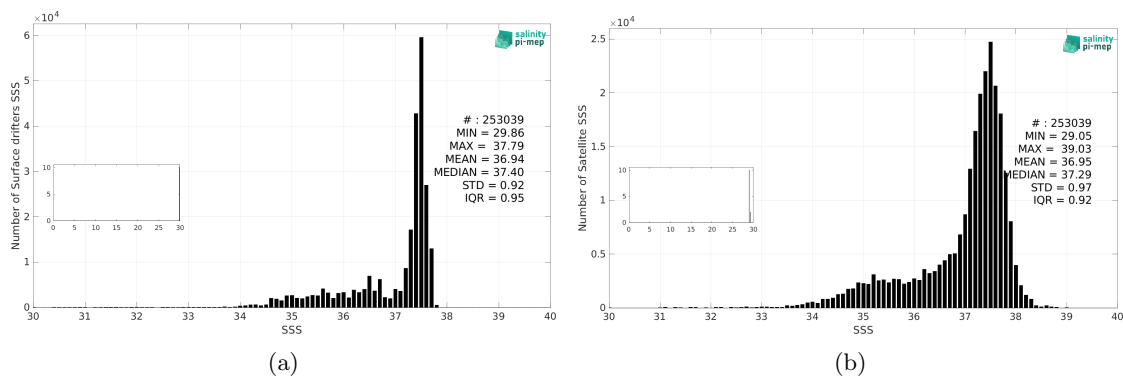 ×10⁴
6
5
4
3
2
1
0
Number of Surface drifters SSS
salinity
pi-mep
# : 253039
MIN = 29.86
MAX = 37.79
MEAN = 36.94
MEDIAN = 37.40
STD = 0.92
IQR = 0.95
10
5
0
0 5 10 15 20 25 30
30 31 32 33 34 35 36 37 38 39 40
SSS
(a)
×10⁴
2.5
2
1.5
1
0.5
0
Number of Satellite SSS
salinity
pi-mep
# : 253039
MIN = 29.05
MAX = 39.03
MEAN = 36.95
MEDIAN = 37.29
STD = 0.97
IQR = 0.92
10
5
0
0 5 10 15 20 25 30
30 31 32 33 34 35 36 37 38 39 40
SSS
(b)